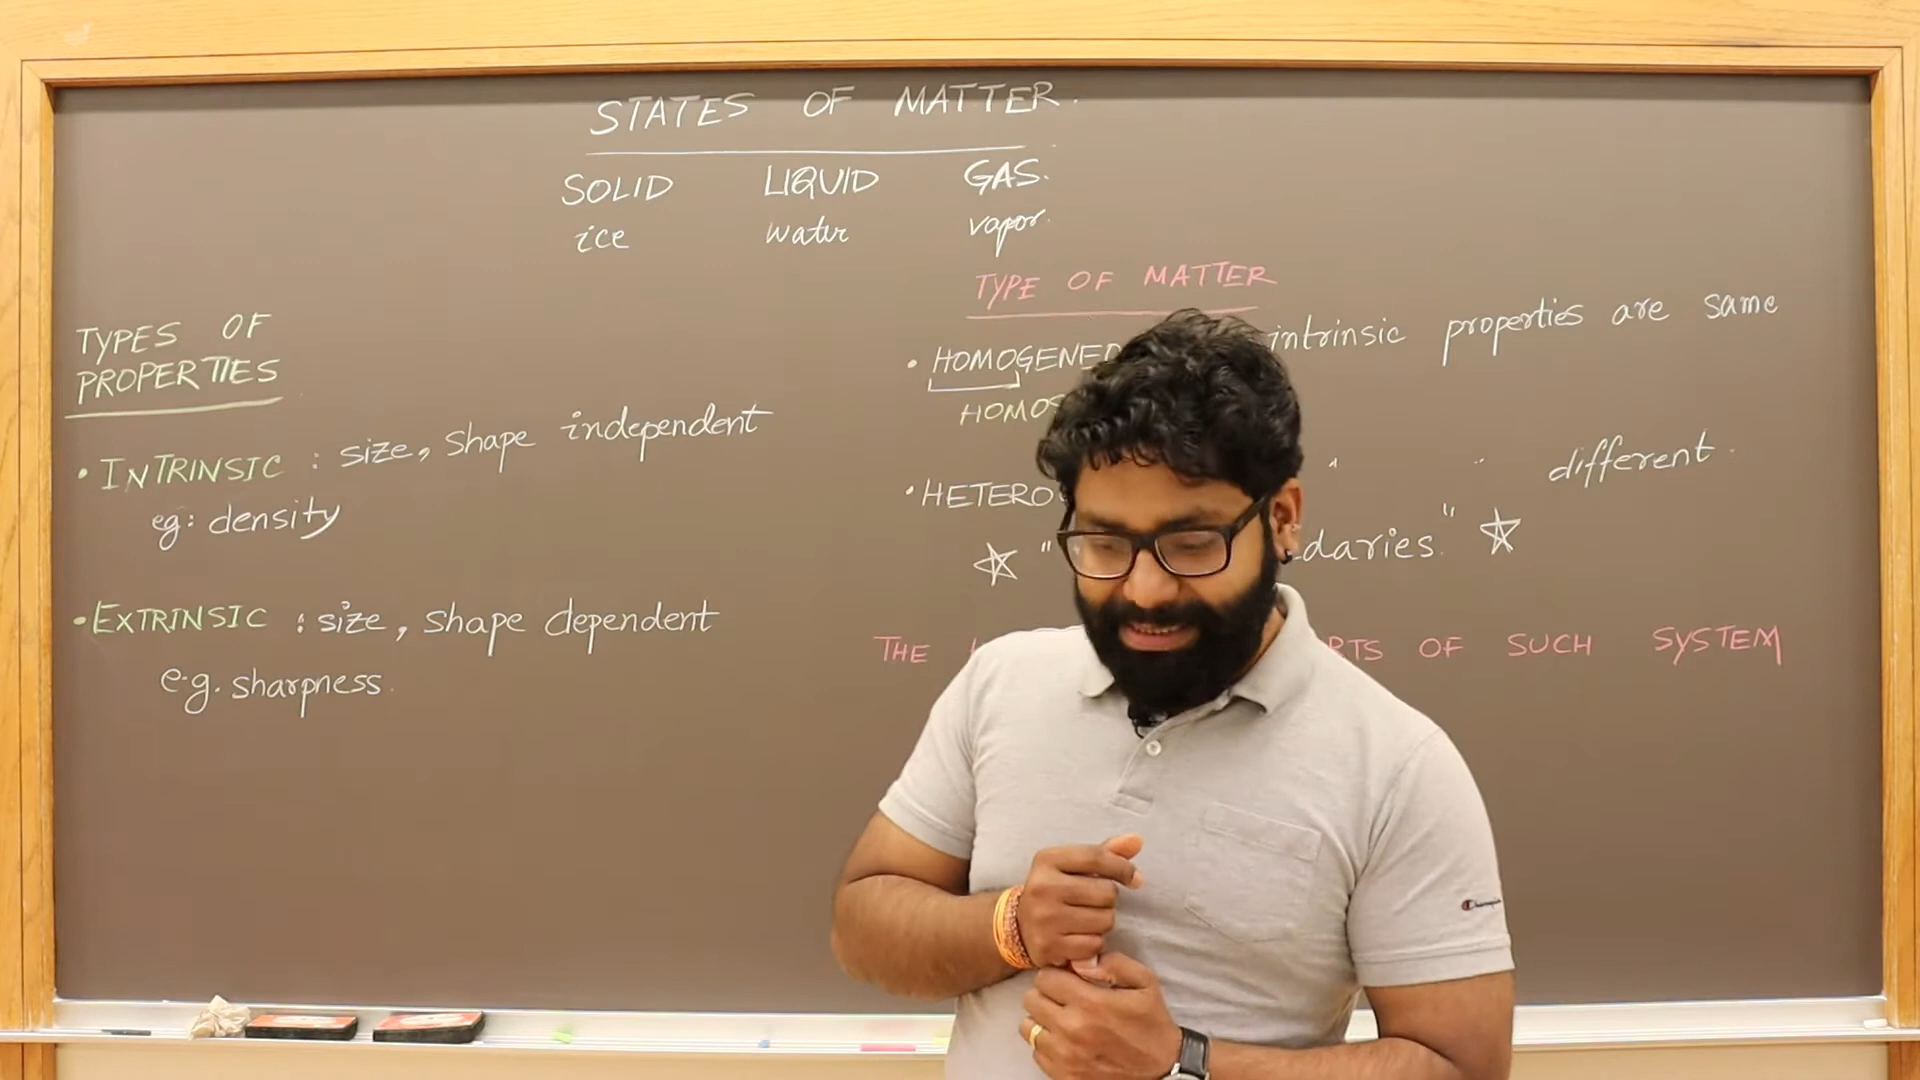 STATES OF MATTER.
SOLID LIQUID GAS.
ice water vapor.
TYPES OF
PROPERTIES
• INTRINSIC : size, shape independent
eg: density
• EXTRINSIC : size, shape dependent
e.g. sharpness.
TYPE OF MATTER
• HOMOGENEO intrinsic properties are same
HOMOS
• HETERO " " different.
☆ " daries." ☆
THE RTS OF SUCH SYSTEM
Champion